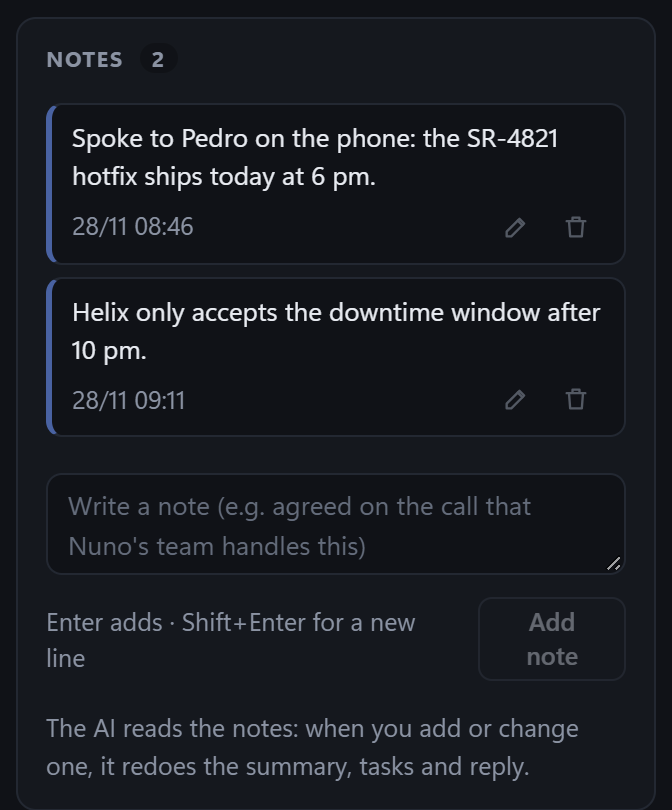 NOTES 2
Spoke to Pedro on the phone: the SR-4821
hotfix ships today at 6 pm.
28/11 08:46
Helix only accepts the downtime window after
10 pm.
28/11 09:11
Write a note (e.g. agreed on the call that
Nuno's team handles this)
Enter adds · Shift+Enter for a new
line
Add
note
The AI reads the notes: when you add or change
one, it redoes the summary, tasks and reply.